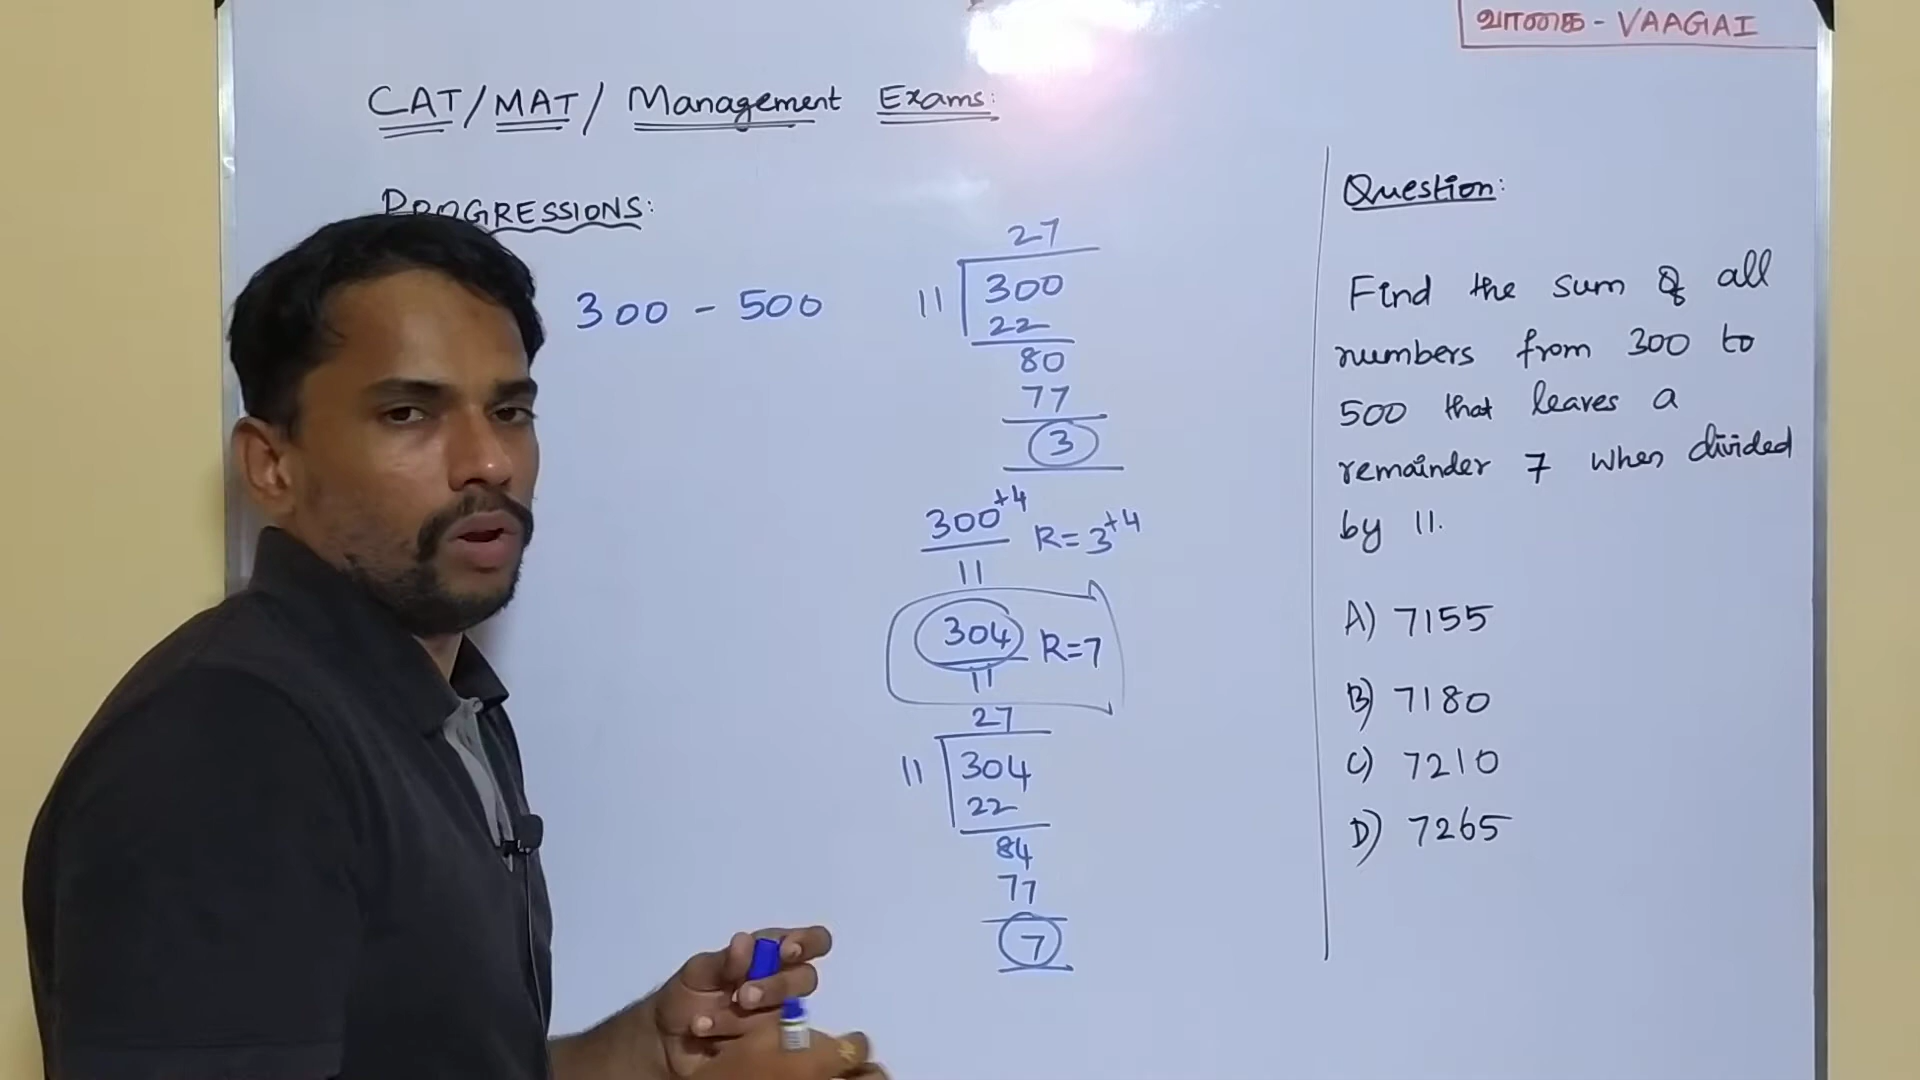 வாகை - VAAGAI
CAT/MAT/ Management Exams:
PROGRESSIONS:
300 - 500
27
11 300
22
80
77
3
300+4 R=3+4
11
304 R=7
11
27
11 304
22
84
77
7
Question:
Find the sum of all
numbers from 300 to
500 that leaves a
remainder 7 when divided
by 11.
A) 7155
B) 7180
C) 7210
D) 7265